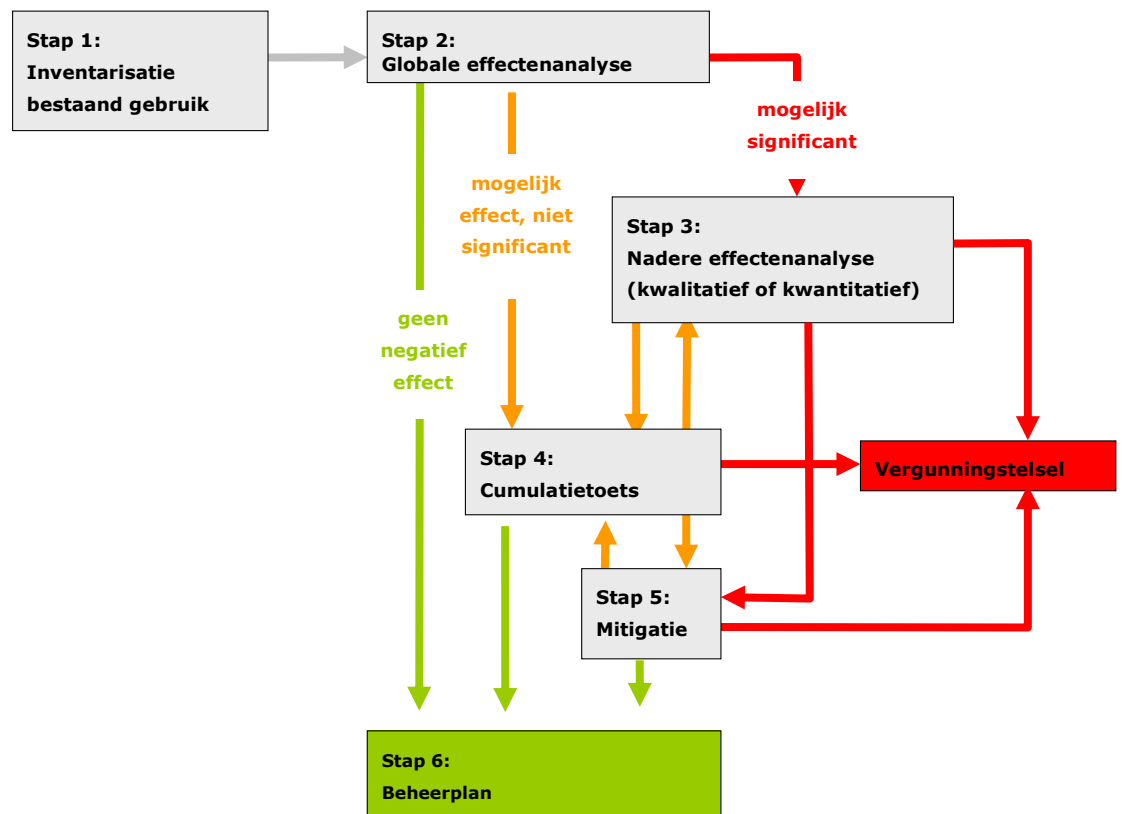 Stap 1:
Inventarisatie
bestaand gebruik
Stap 2:
Globale effectenanalyse
mogelijk
significant
mogelijk
effect, niet
significant
Stap 3:
Nadere effectenanalyse
(kwalitatief of kwantitatief)
geen
negatief
effect
Stap 4:
Cumulatietoets
Vergunningstelsel
Stap 5:
Mitigatie
Stap 6:
Beheerplan